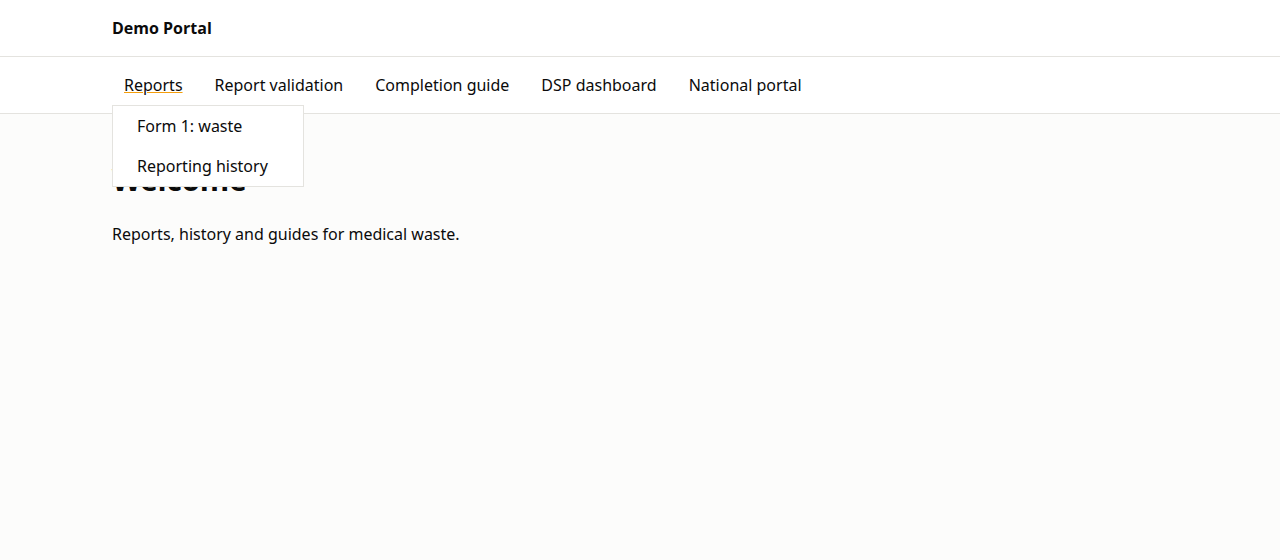 Demo Portal
Reports Report validation Completion guide DSP dashboard National portal
Form 1: waste
Reporting history
Welcome
Reports, history and guides for medical waste.